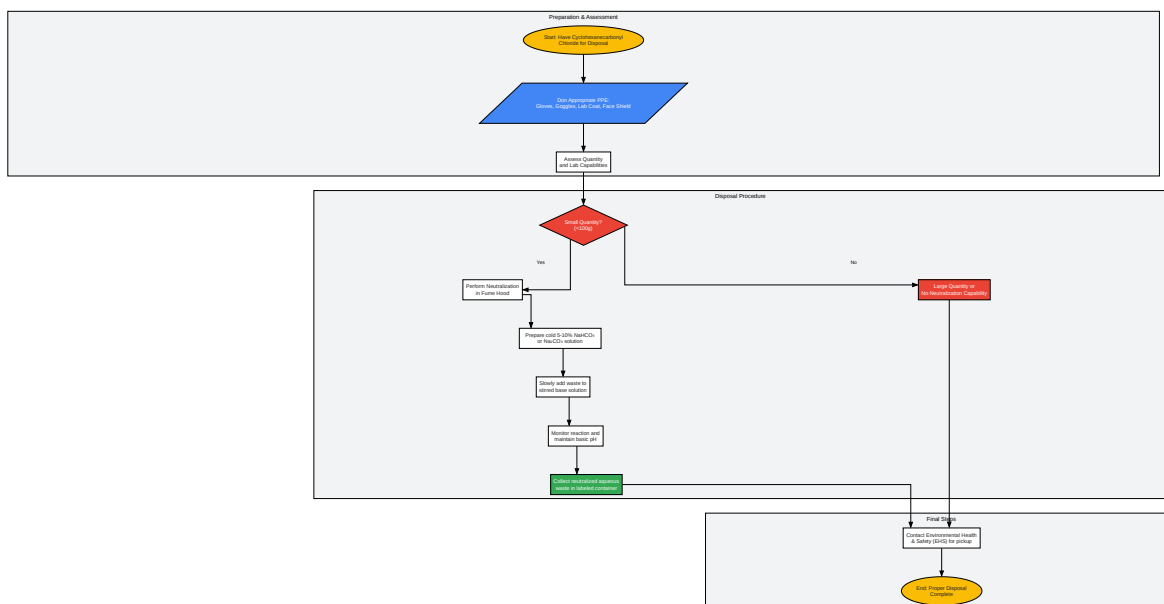 Preparation & Assessment
Start: Have Cyclohexanecarbonyl
Chloride for Disposal
Don Appropriate PPE:
Gloves, Goggles, Lab Coat, Face Shield
Assess Quantity
and Lab Capabilities
Disposal Procedure
Small Quantity?
(<100g)
Yes
No
Perform Neutralization
in Fume Hood
Large Quantity or
No Neutralization Capability
Prepare cold 5-10% NaHCO₃
or Na₂CO₃ solution
Slowly add waste to
stirred base solution
Monitor reaction and
maintain basic pH
Collect neutralized aqueous
waste in labeled container
Final Steps
Contact Environmental Health
& Safety (EHS) for pickup
End: Proper Disposal
Complete